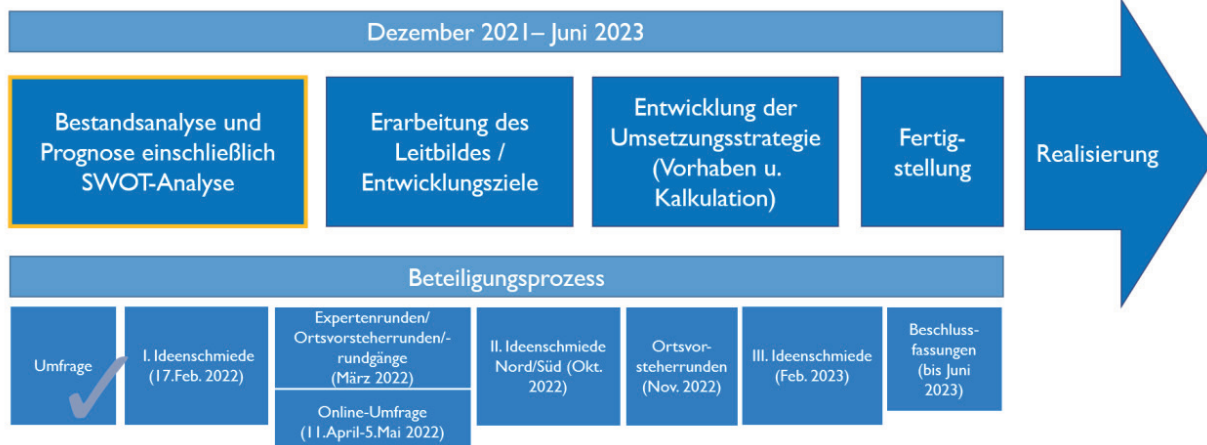 Dezember 2021– Juni 2023
Bestandsanalyse und
Prognose einschließlich
SWOT-Analyse
Erarbeitung des
Leitbildes /
Entwicklungsziele
Entwicklung der
Umsetzungsstrategie
(Vorhaben u.
Kalkulation)
Fertig-
stellung
Realisierung
Beteiligungsprozess
Umfrage
I. Ideenschmiede
(17.Feb. 2022)
Expertenrunden/
Ortsvorsteherrunden/-
rundgänge
(März 2022)
Online-Umfrage
(11.April-5.Mai 2022)
II. Ideenschmiede
Nord/Süd (Okt.
2022)
Ortsvor-
steherrunden
(Nov. 2022)
III. Ideenschmiede
(Feb. 2023)
Beschluss-
fassungen
(bis Juni
2023)